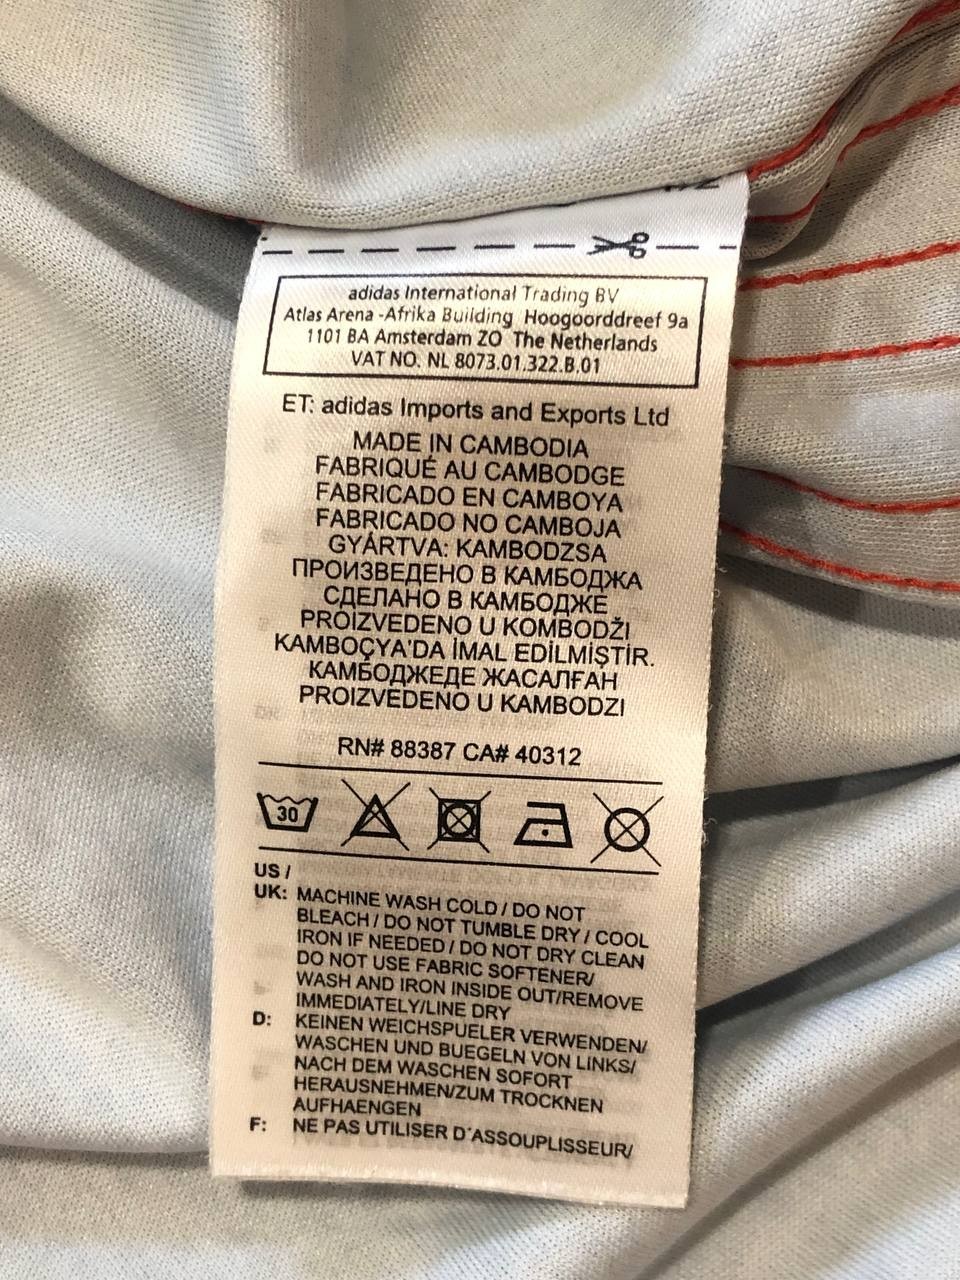 adidas International Trading BV
Atlas Arena -Afrika Building Hoogoorddreef 9a
1101 BA Amsterdam ZO The Netherlands
VAT NO. NL 8073.01.322.B.01
ET: adidas Imports and Exports Ltd
MADE IN CAMBODIA
FABRIQUÉ AU CAMBODGE
FABRICADO EN CAMBOYA
FABRICADO NO CAMBOJA
GYÁRTVA: KAMBODZSA
ПРОИЗВЕДЕНО В КАМБОДЖА
СДЕЛАНО В КАМБОДЖЕ
PROIZVEDENO U KOMBODŽI
KAMBOÇYA'DA İMAL EDİLMİŞTİR.
КАМБОДЖЕДЕ ЖАСАЛҒАН
PROIZVEDENO U KAMBODZI
RN# 88387 CA# 40312
30
US /
UK: MACHINE WASH COLD / DO NOT
BLEACH / DO NOT TUMBLE DRY / COOL
IRON IF NEEDED / DO NOT DRY CLEAN
DO NOT USE FABRIC SOFTENER/
WASH AND IRON INSIDE OUT/REMOVE
IMMEDIATELY/LINE DRY
D: KEINEN WEICHSPUELER VERWENDEN/
WASCHEN UND BUEGELN VON LINKS/
NACH DEM WASCHEN SOFORT
HERAUSNEHMEN/ZUM TROCKNEN
AUFHAENGEN
F: NE PAS UTILISER D'ASSOUPLISSEUR/